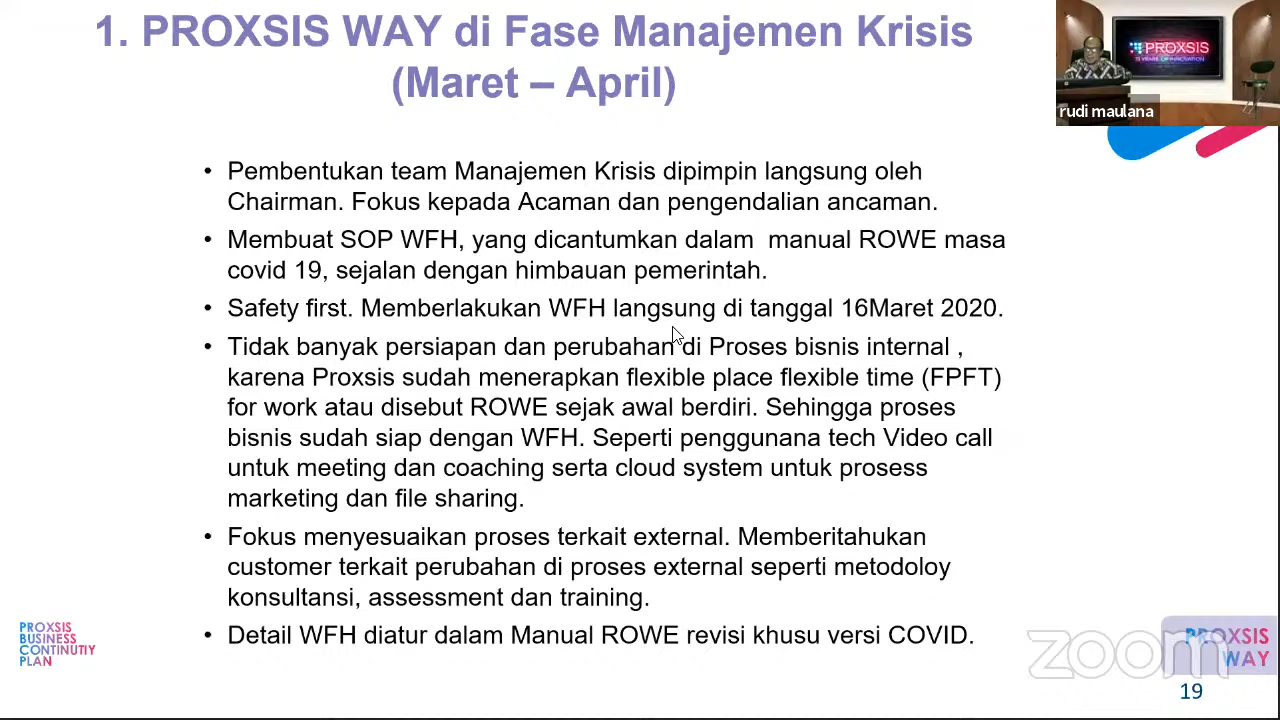 1. PROXSIS WAY di Fase Manajemen Krisis
(Maret – April)
PROXSIS
15 YEARS OF INNOVATION
rudi maulana
• Pembentukan team Manajemen Krisis dipimpin langsung oleh
Chairman. Fokus kepada Acaman dan pengendalian ancaman.
• Membuat SOP WFH, yang dicantumkan dalam  manual ROWE masa
covid 19, sejalan dengan himbauan pemerintah.
• Safety first. Memberlakukan WFH langsung di tanggal 16Maret 2020.
• Tidak banyak persiapan dan perubahan di Proses bisnis internal ,
karena Proxsis sudah menerapkan flexible place flexible time (FPFT)
for work atau disebut ROWE sejak awal berdiri. Sehingga proses
bisnis sudah siap dengan WFH. Seperti penggunana tech Video call
untuk meeting dan coaching serta cloud system untuk prosess
marketing dan file sharing.
• Fokus menyesuaikan proses terkait external. Memberitahukan
customer terkait perubahan di proses external seperti metodoloy
konsultansi, assessment dan training.
• Detail WFH diatur dalam Manual ROWE revisi khusu versi COVID.
PROXSIS
BUSINESS
CONTINUTIY
PLAN
zoom
PROXSIS
WAY
19